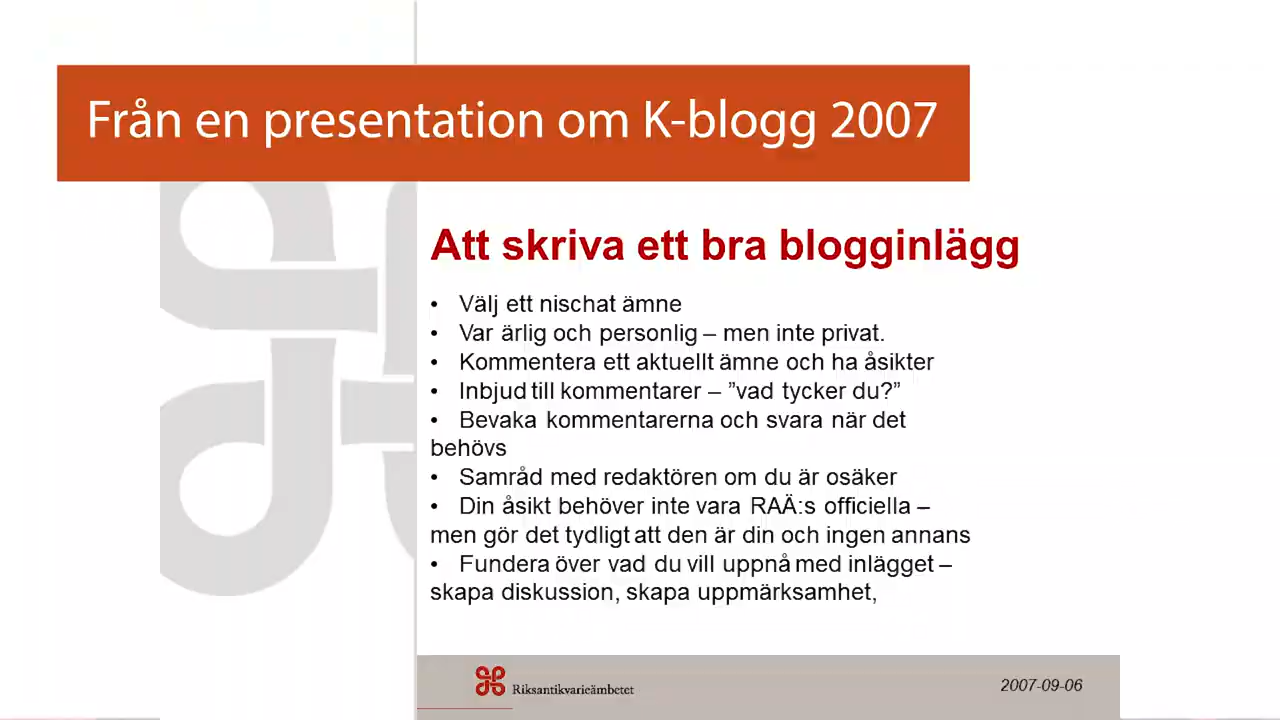 Från en presentation om K-blogg 2007
Att skriva ett bra blogginlägg
• Välj ett nischat ämne
• Var ärlig och personlig – men inte privat.
• Kommentera ett aktuellt ämne och ha åsikter
• Inbjud till kommentarer – ”vad tycker du?”
• Bevaka kommentarerna och svara när det
behövs
• Samråd med redaktören om du är osäker
• Din åsikt behöver inte vara RAÄ:s officiella –
men gör det tydligt att den är din och ingen annans
• Fundera över vad du vill uppnå med inlägget –
skapa diskussion, skapa uppmärksamhet,
Riksantikvarieämbetet
2007-09-06